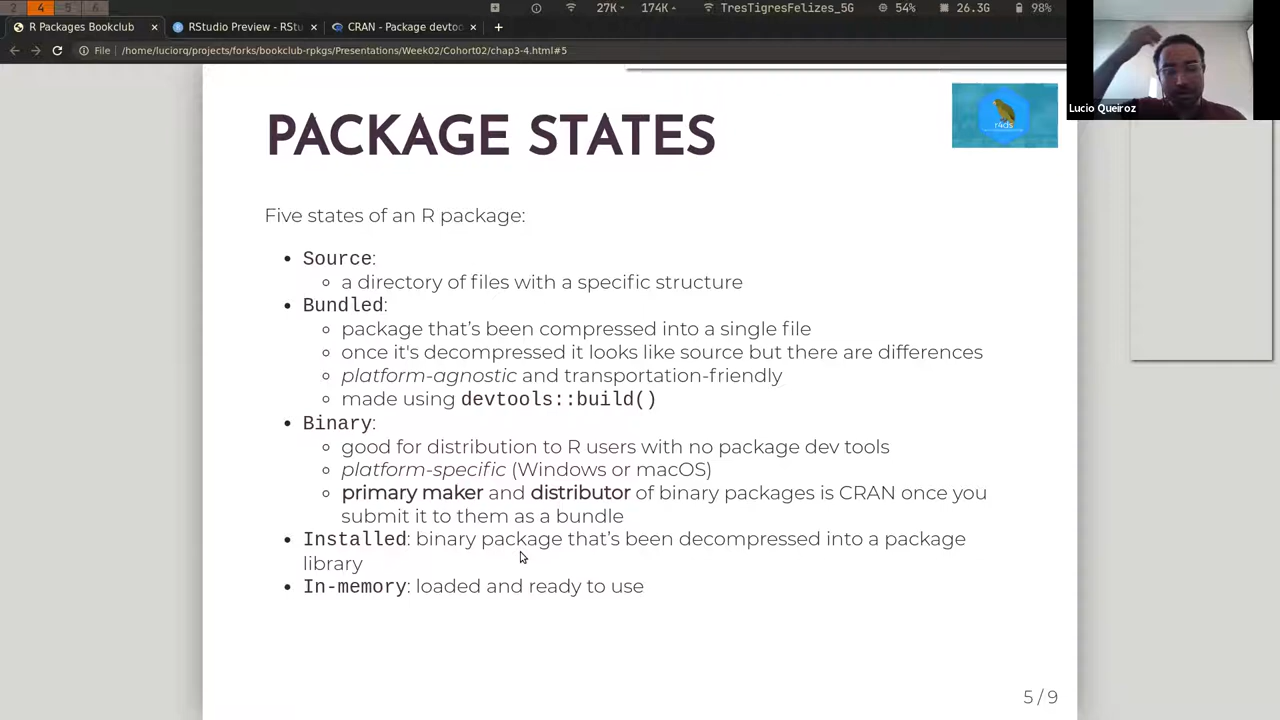 2 4 5 6 27K 174K TresTigresFelizes_5G 54% 26.3G 98%
R Packages Bookclub × RStudio Preview - RStu × CRAN - Package devtoo × +
File /home/luciorq/projects/forks/bookclub-rpkgs/Presentations/Week02/Cohort02/chap3-4.html#5
Lucio Queiroz
r4ds
PACKAGE STATES
Five states of an R package:
• Source:
a directory of files with a specific structure
• Bundled:
package that’s been compressed into a single file
once it's decompressed it looks like source but there are differences
platform-agnostic and transportation-friendly
made using devtools::build()
• Binary:
good for distribution to R users with no package dev tools
platform-specific (Windows or macOS)
primary maker and distributor of binary packages is CRAN once you
submit it to them as a bundle
• Installed: binary package that’s been decompressed into a package
library
• In-memory: loaded and ready to use
5 / 9